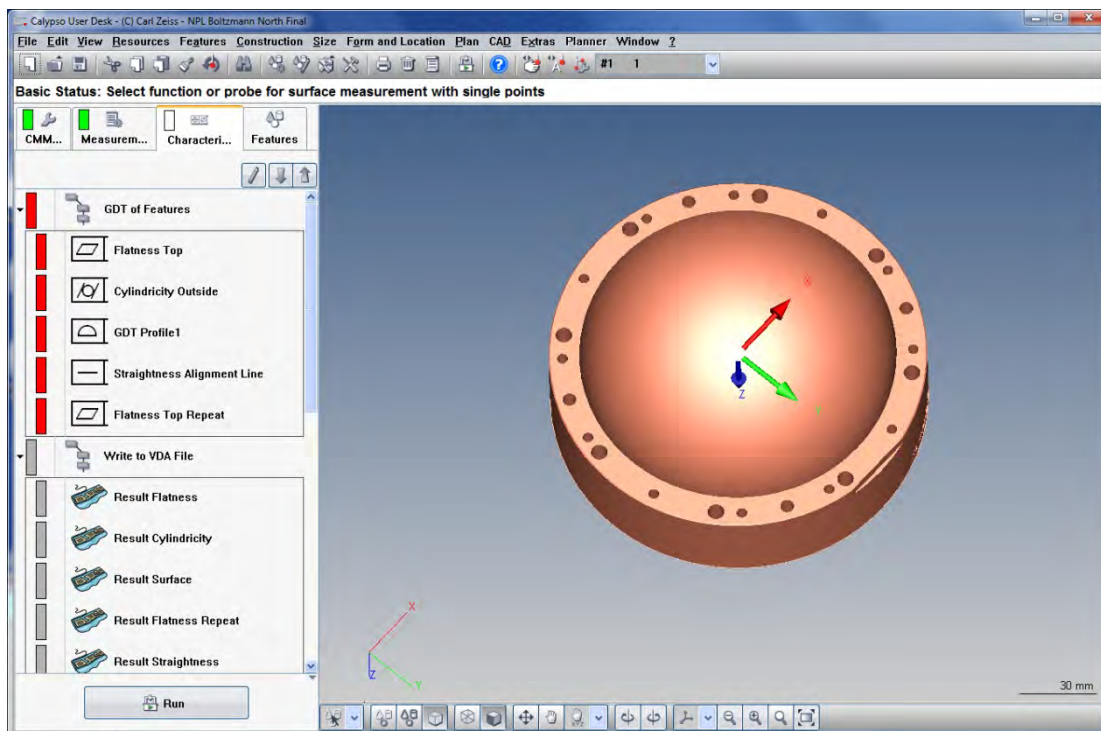 Calypso User Desk - (C) Carl Zeiss - NPL Boltzmann North Final
File Edit View Resources Features Construction Size Form and Location Plan CAD Extras Planner Window ?
#1 1
Basic Status: Select function or probe for surface measurement with single points
CMM... Measurem... Characteri... Features
GDT of Features
Flatness Top
Cylindricity Outside
GDT Profile1
Straightness Alignment Line
Flatness Top Repeat
Write to VDA File
Result Flatness
Result Cylindricity
Result Surface
Result Flatness Repeat
Result Straightness
Run
X
Y
Z
X
Y
Z
30 mm